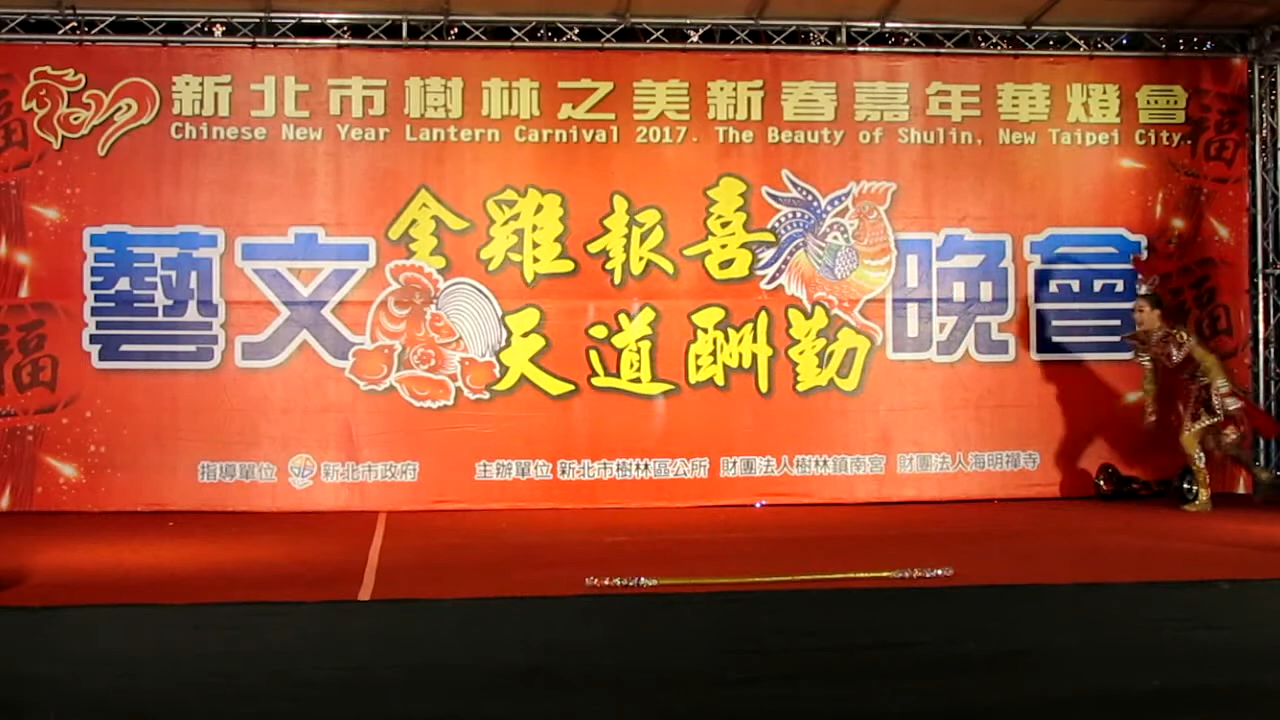 新北市樹林之美新春嘉年華燈會
Chinese New Year Lantern Carnival 2017. The Beauty of Shulin, New Taipei City.
金雞報喜
藝文 晚會
天道酬勤
指導單位 新北市政府 主辦單位 新北市樹林區公所 財團法人樹林鎮南宮 財團法人海明禪寺
福
福
福
福